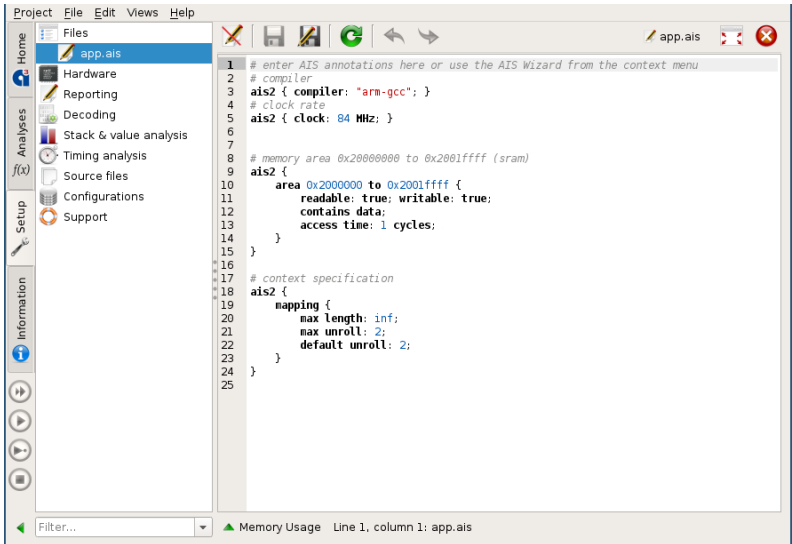 Project File Edit Views Help
Home
Analyses
f(x)
Setup
Information
Files
app.ais
Hardware
Reporting
Decoding
Stack & value analysis
Timing analysis
Source files
Configurations
Support
Filter...
app.ais
1 # enter AIS annotations here or use the AIS Wizard from the context menu
2 # compiler
3 ais2 { compiler: "arm-gcc"; }
4 # clock rate
5 ais2 { clock: 84 MHz; }
6
7
8 # memory area 0x20000000 to 0x2001ffff (sram)
9 ais2 {
10 area 0x2000000 to 0x2001ffff {
11 readable: true; writable: true;
12 contains data;
13 access time: 1 cycles;
14 }
15 }
16
17 # context specification
18 ais2 {
19 mapping {
20 max length: inf;
21 max unroll: 2;
22 default unroll: 2;
23 }
24 }
25
Memory Usage Line 1, column 1: app.ais